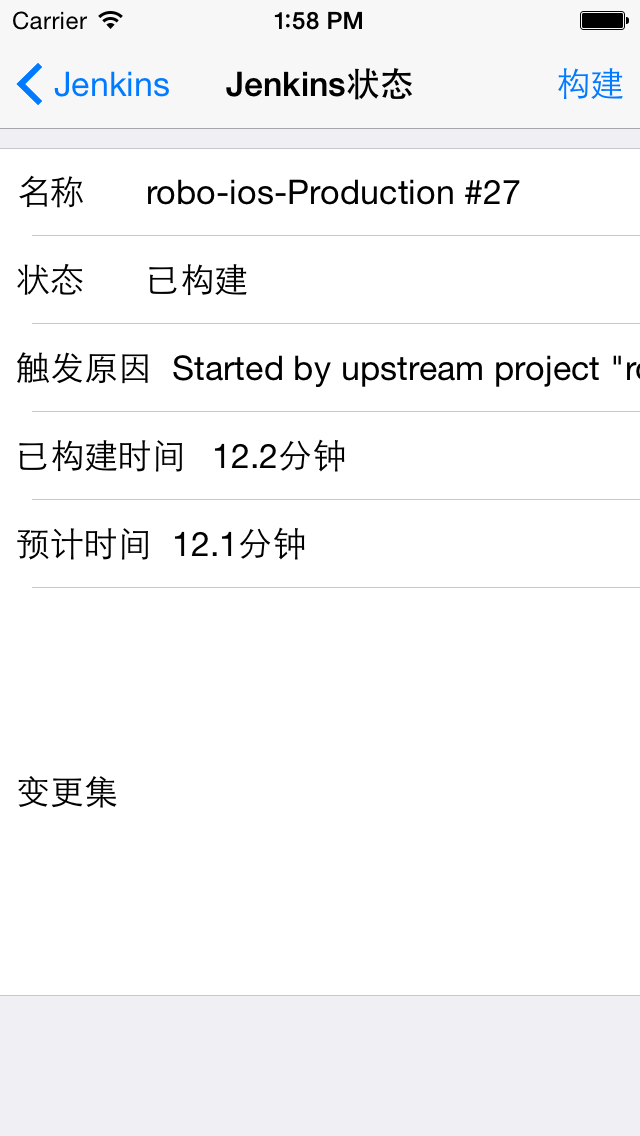 Carrier 1:58 PM
Jenkins Jenkins状态 构建
名称 robo-ios-Production #27
状态 已构建
触发原因 Started by upstream project "r
已构建时间 12.2分钟
预计时间 12.1分钟
变更集